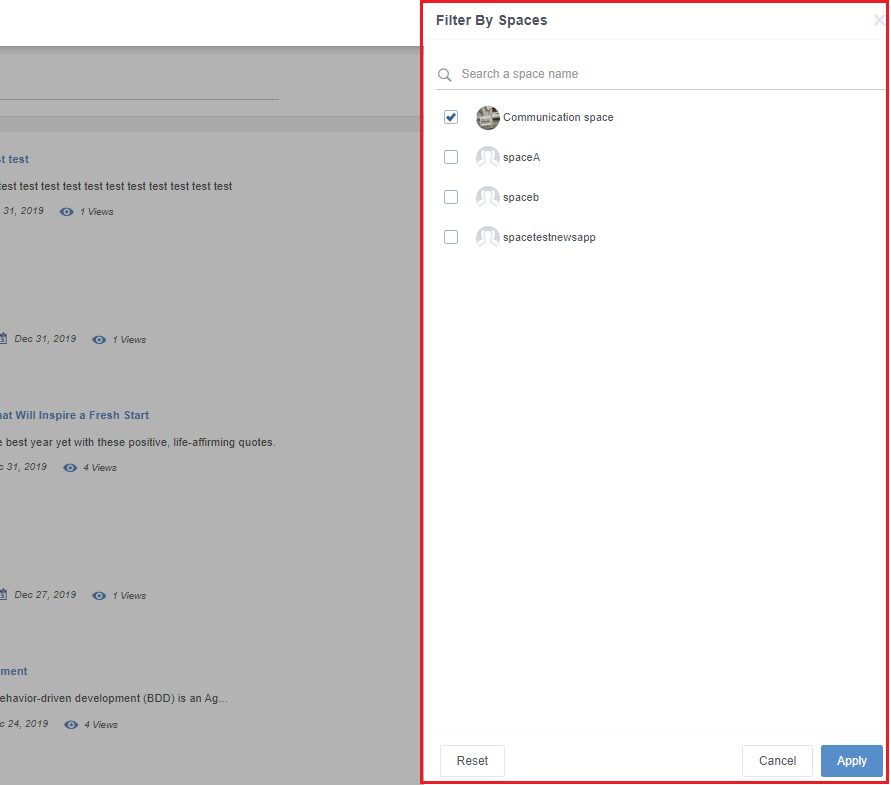 Filter By Spaces
Search a space name
Communication space
spaceA
spaceb
spacetestnewsapp
Reset
Cancel
Apply
st test
test test test test test test test test test test test
31, 2019 1 Views
Dec 31, 2019 1 Views
hat Will Inspire a Fresh Start
e best year yet with these positive, life-affirming quotes.
c 31, 2019 4 Views
Dec 27, 2019 1 Views
ment
ehavior-driven development (BDD) is an Ag...
c 24, 2019 4 Views